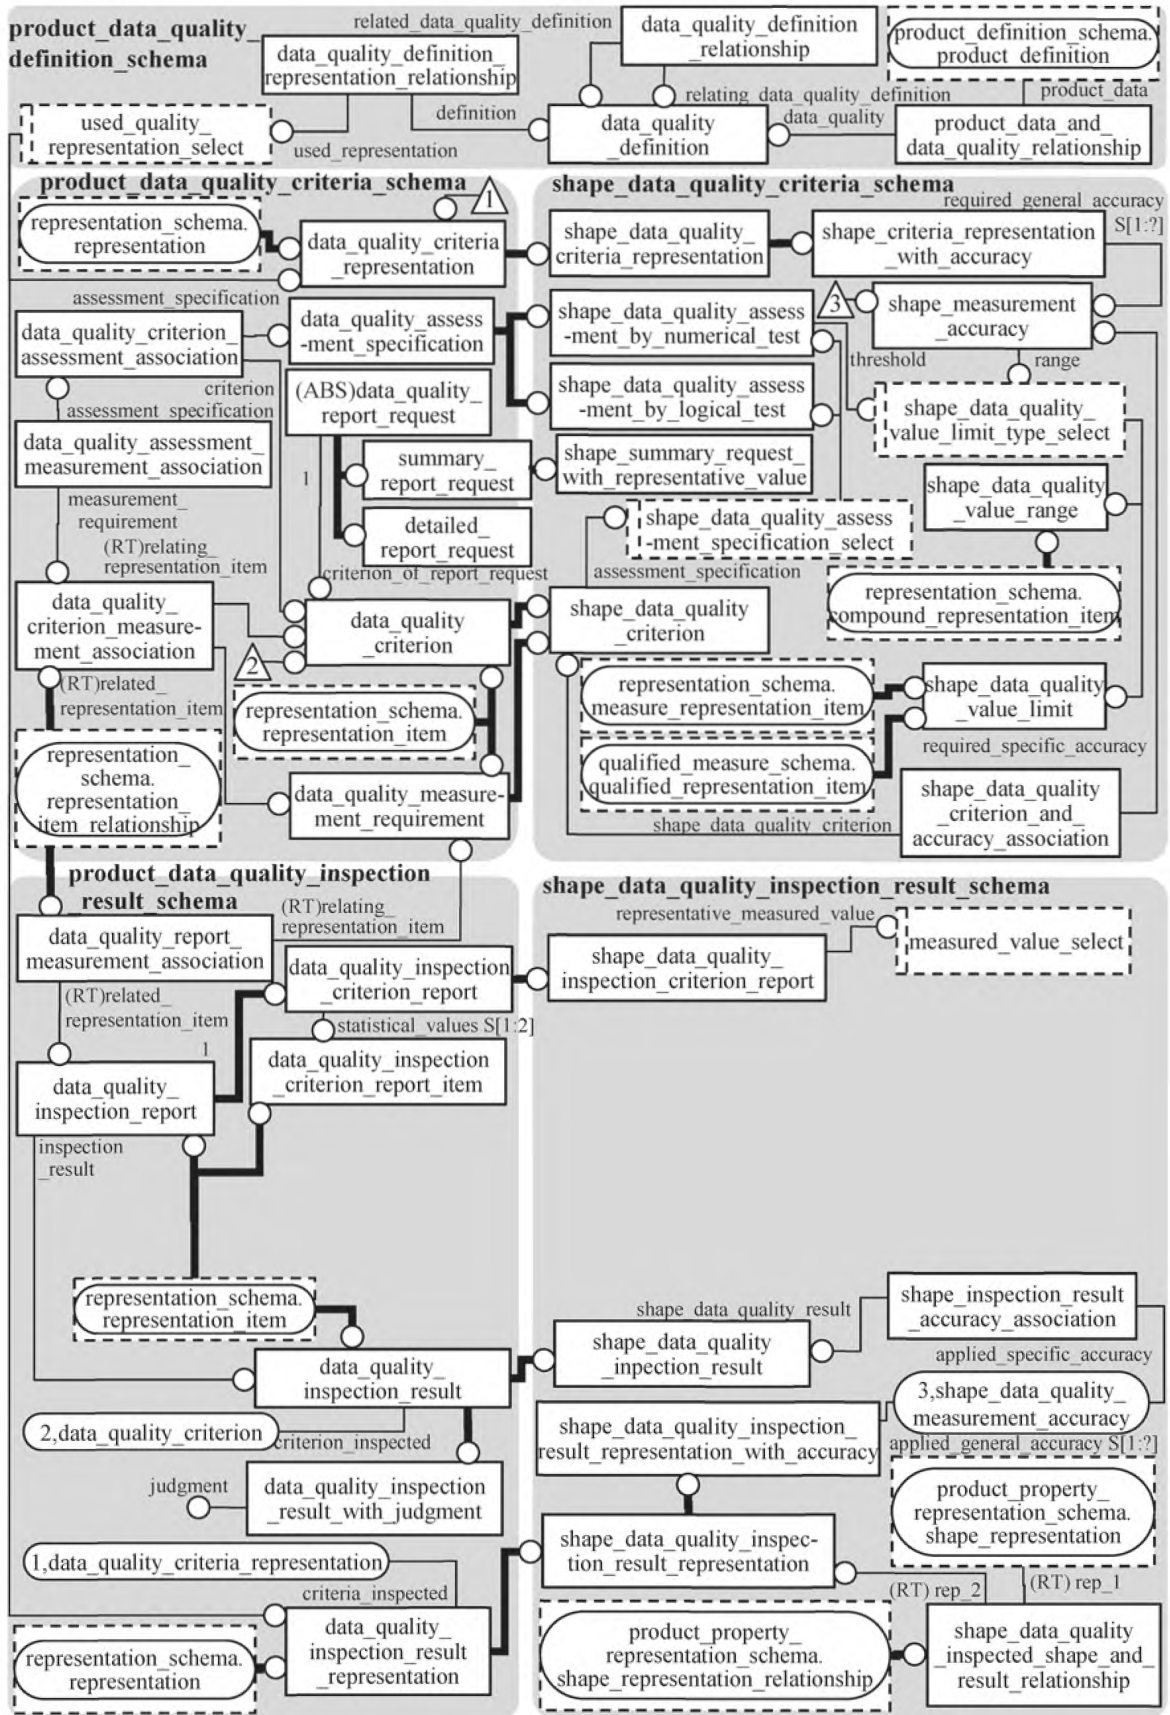 product_data_quality_
definition_schema
related_data_quality_definition
data_quality_definition_
representation_relationship
data_quality_definition
_relationship
product_definition_schema.
product_definition
used_quality_
representation_select
used_representation
definition
relating_data_quality_definition
data_quality
_definition
data_quality
product_data
product_data_and_
data_quality_relationship
product_data_quality_criteria_schema
1
representation_schema.
representation
data_quality_criteria
_representation
assessment_specification
data_quality_criterion_
assessment_association
data_quality_assess
-ment_specification
criterion
assessment_specification
(ABS)data_quality_
report_request
data_quality_assessment_
measurement_association
1
summary_
report_request
measurement_
requirement
detailed_
report_request
(RT)relating_
representation_item
criterion_of_report_request
data_quality_
criterion_measure-
ment_association
data_quality
_criterion
2
(RT)related_
representation_item
representation_schema.
representation_item
representation_
schema.
representation_
item_relationship
data_quality_measure-
ment_requirement
shape_data_quality_criteria_schema
required_general_accuracy
S[1:?]
shape_data_quality_
criteria_representation
shape_criteria_representation
_with_accuracy
shape_data_quality_assess
-ment_by_numerical_test
3
shape_measurement
_accuracy
threshold
range
shape_data_quality_assess
-ment_by_logical_test
shape_data_quality_
value_limit_type_select
shape_summary_request_
with_representative_value
shape_data_quality
_value_range
shape_data_quality_assess
-ment_specification_select
assessment_specification
representation_schema.
compound_representation_item
shape_data_quality
_criterion
representation_schema.
measure_representation_item
shape_data_quality
_value_limit
required_specific_accuracy
qualified_measure_schema.
qualified_representation_item
shape_data_quality
_criterion_and_
accuracy_association
shape_data_quality_criterion
product_data_quality_inspection
_result_schema
(RT)relating_
representation_item
data_quality_report_
measurement_association
data_quality_inspection
_criterion_report
(RT)related_
representation_item
1
statistical_values S[1:2]
data_quality_inspection
_criterion_report_item
data_quality_
inspection_report
inspection
_result
representation_schema.
representation_item
data_quality_
inspection_result
2,data_quality_criterion
criterion_inspected
judgment
data_quality_inspection
_result_with_judgment
1,data_quality_criteria_representation
criteria_inspected
data_quality_
inspection_result
_representation
representation_schema.
representation
shape_data_quality_inspection_result_schema
representative_measured_value
measured_value_select
shape_data_quality_
inspection_criterion_report
shape_data_quality_result
shape_inspection_result
_accuracy_association
shape_data_quality_
inpection_result
applied_specific_accuracy
3,shape_data_quality_
measurement_accuracy
shape_data_quality_inspection_
result_representation_with_accuracy
applied_general_accuracy S[1:?]
product_property_
representation_schema.
shape_representation
shape_data_quality_inspec-
tion_result_representation
(RT) rep_2
(RT) rep_1
product_property_
representation_schema.
shape_representation_relationship
shape_data_quality
_inspected_shape_and_
result_relationship